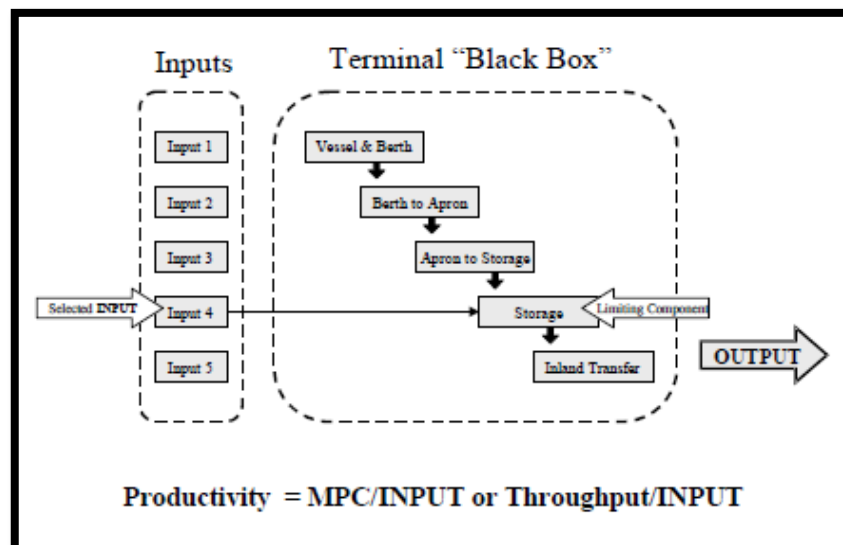 Inputs
Terminal “Black Box”
Input 1
Vessel & Berth
Input 2
Berth to Apron
Input 3
Apron to Storage
Selected INPUT
Input 4
Storage
Limiting Component
Input 5
Inland Transfer
OUTPUT
Productivity = MPC/INPUT or Throughput/INPUT